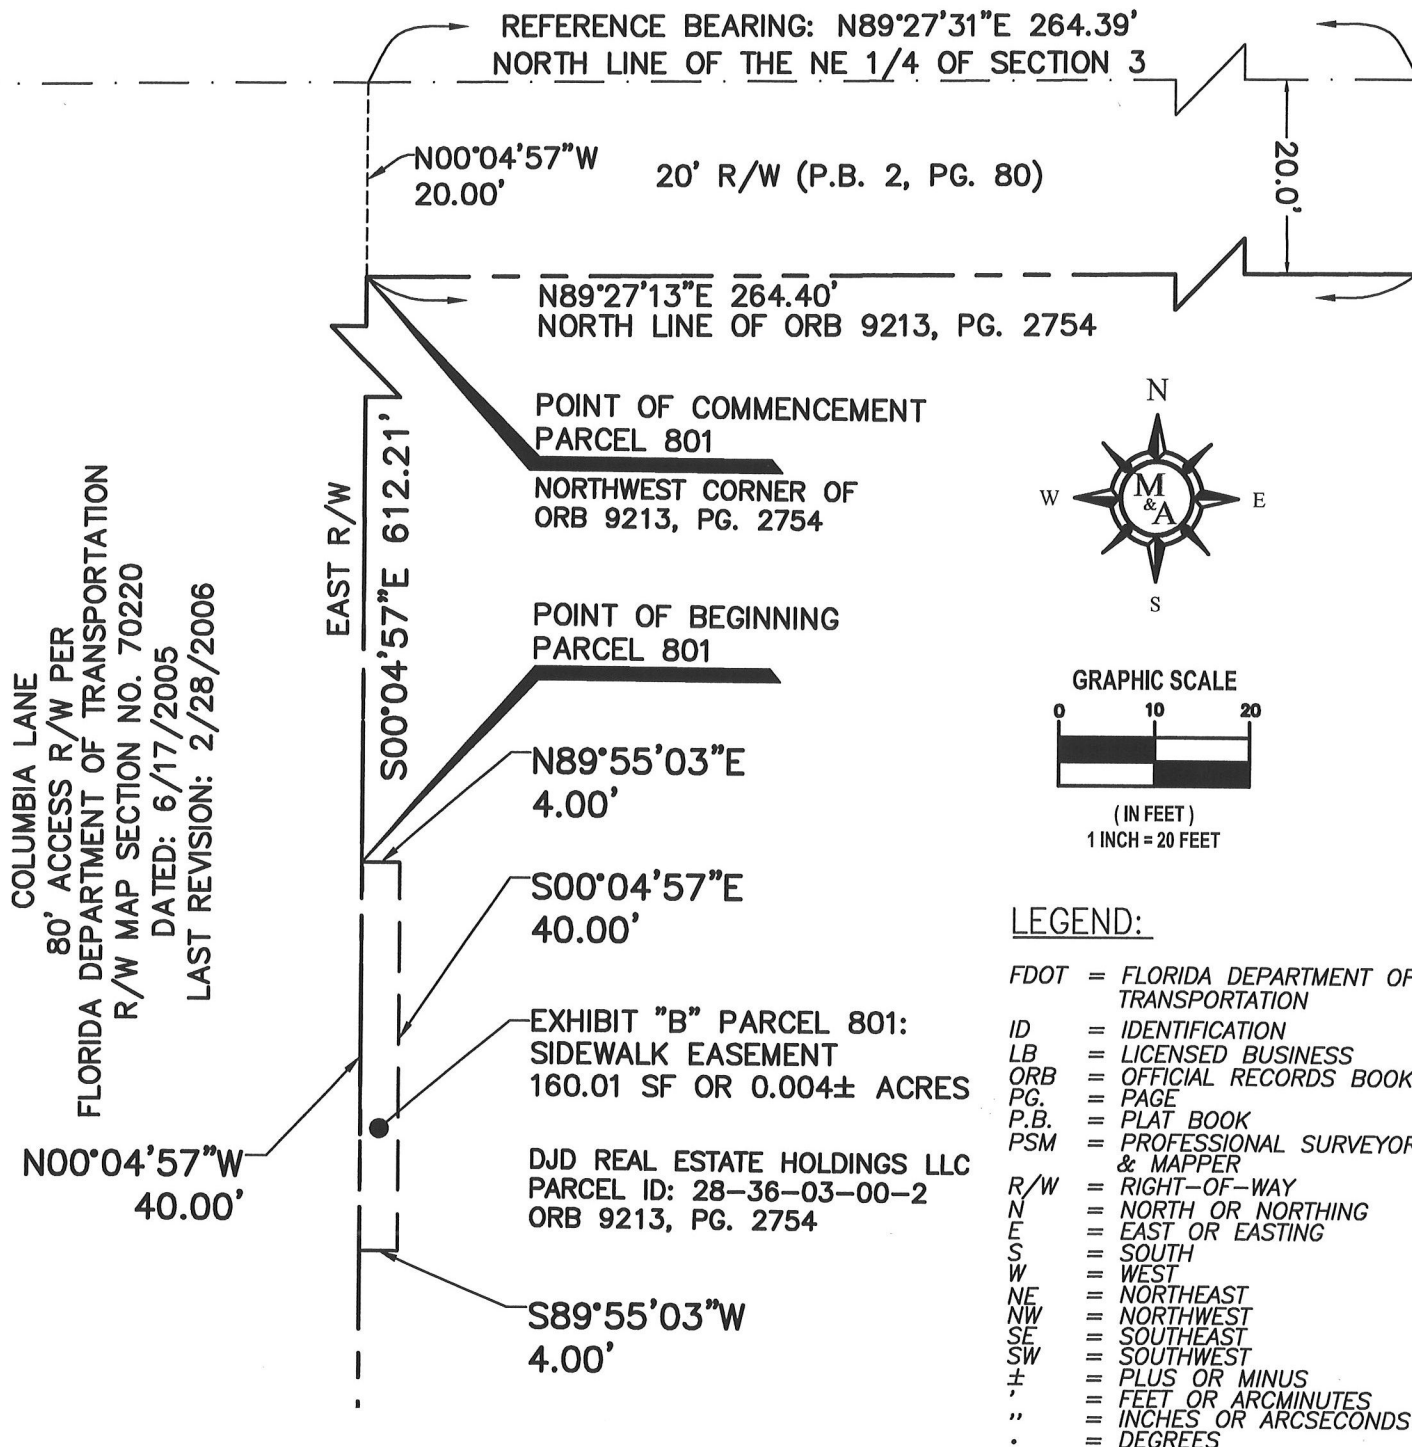 REFERENCE BEARING: N89°27'31"E 264.39'
NORTH LINE OF THE NE 1/4 OF SECTION 3
N00°04'57"W
20.00'
20' R/W (P.B. 2, PG. 80)
20.0'
N89°27'13"E 264.40'
NORTH LINE OF ORB 9213, PG. 2754
POINT OF COMMENCEMENT
PARCEL 801
NORTHWEST CORNER OF
ORB 9213, PG. 2754
EAST R/W
S00°04'57"E 612.21'
POINT OF BEGINNING
PARCEL 801
COLUMBIA LANE
80' ACCESS R/W PER
FLORIDA DEPARTMENT OF TRANSPORTATION
R/W MAP SECTION NO. 70220
DATED: 6/17/2005
LAST REVISION: 2/28/2006
N89°55'03"E
4.00'
S00°04'57"E
40.00'
EXHIBIT "B" PARCEL 801:
SIDEWALK EASEMENT
160.01 SF OR 0.004± ACRES
DJD REAL ESTATE HOLDINGS LLC
PARCEL ID: 28-36-03-00-2
ORB 9213, PG. 2754
N00°04'57"W
40.00'
S89°55'03"W
4.00'
N
W
M
&
A
E
S
GRAPHIC SCALE
0 10 20
( IN FEET )
1 INCH = 20 FEET
LEGEND:
FDOT = FLORIDA DEPARTMENT OF
TRANSPORTATION
ID = IDENTIFICATION
LB = LICENSED BUSINESS
ORB = OFFICIAL RECORDS BOOK
PG. = PAGE
P.B. = PLAT BOOK
PSM = PROFESSIONAL SURVEYOR
& MAPPER
R/W = RIGHT-OF-WAY
N = NORTH OR NORTHING
E = EAST OR EASTING
S = SOUTH
W = WEST
NE = NORTHEAST
NW = NORTHWEST
SE = SOUTHEAST
SW = SOUTHWEST
± = PLUS OR MINUS
' = FEET OR ARCMINUTES
" = INCHES OR ARCSECONDS
° = DEGREES